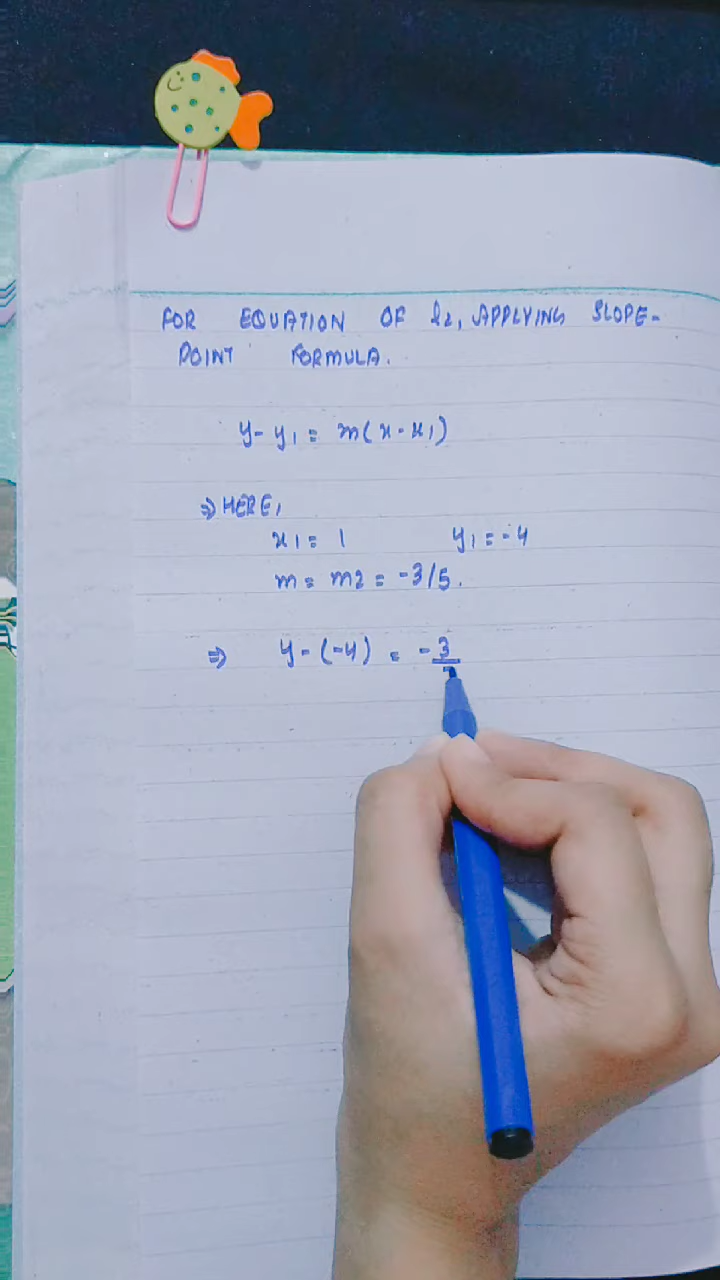 FOR EQUATION OF l2, APPLYING SLOPE-
POINT FORMULA.
y - y1 = m(x - x1)
⇒ HERE,
x1 = 1 y1 = -4
m = m2 = -3/5.
⇒ y - (-4) = -3/